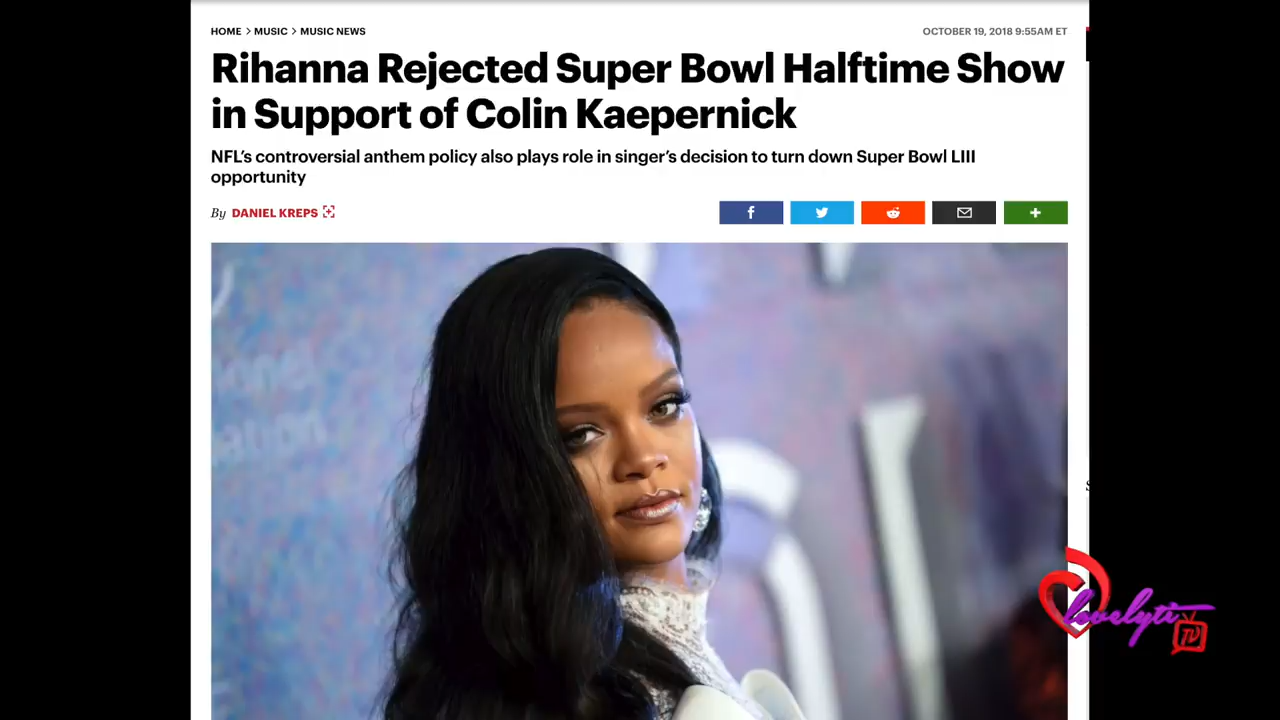 HOME > MUSIC > MUSIC NEWS
OCTOBER 19, 2018 9:55AM ET
Rihanna Rejected Super Bowl Halftime Show
in Support of Colin Kaepernick
NFL's controversial anthem policy also plays role in singer's decision to turn down Super Bowl LIII
opportunity
By DANIEL KREPS
lovelyti
TV